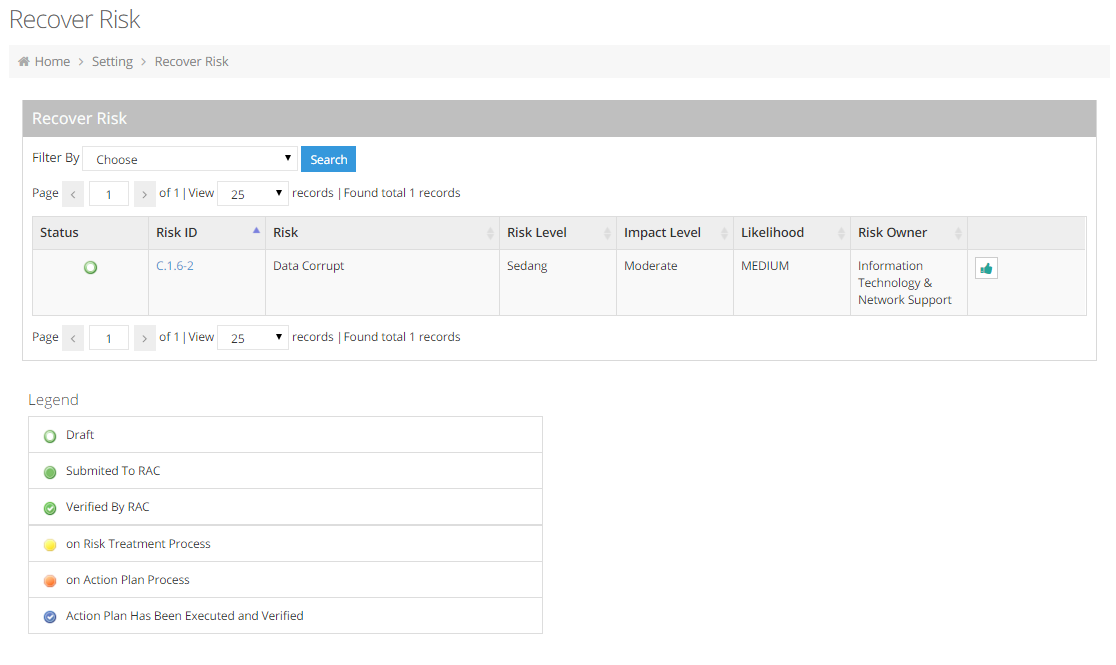 Recover Risk
Home > Setting > Recover Risk
Recover Risk
Filter By Choose Search
Page < 1 > of 1 | View 25 records | Found total 1 records
Status Risk ID Risk Risk Level Impact Level Likelihood Risk Owner
C.1.6-2 Data Corrupt Sedang Moderate MEDIUM Information
Technology &
Network Support
Page < 1 > of 1 | View 25 records | Found total 1 records
Legend
Draft
Submited To RAC
Verified By RAC
on Risk Treatment Process
on Action Plan Process
Action Plan Has Been Executed and Verified